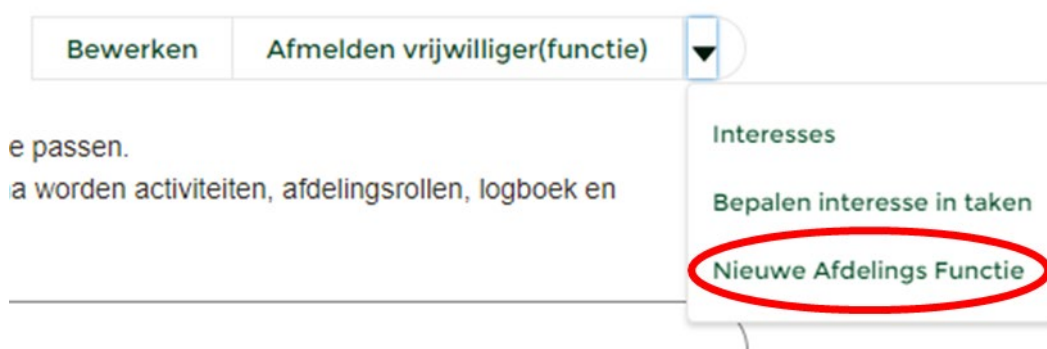 Bewerken Afmelden vrijwilliger(functie)
Interesses
e passen.
a worden activiteiten, afdelingsrollen, logboek en
Bepalen interesse in taken
Nieuwe Afdelings Functie